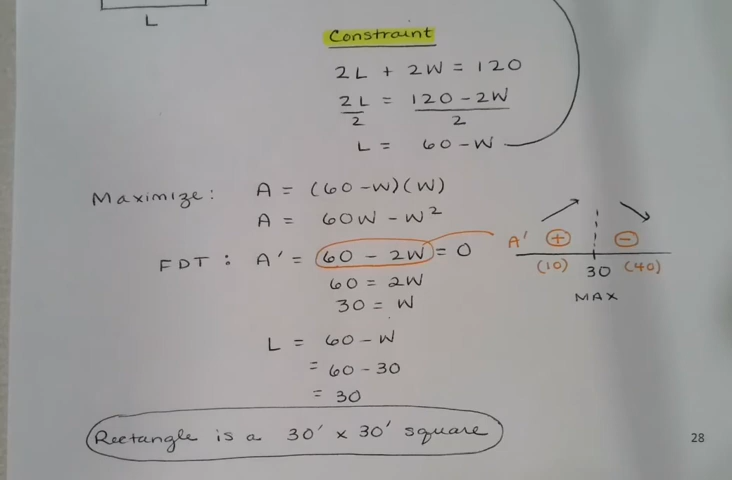 L
Constraint
2L + 2W = 120
2L/2 = 120 - 2W/2
L = 60 - W
Maximize: A = (60 - W)(W)
A = 60W - W²
FDT: A' = 60 - 2W = 0
60 = 2W
30 = W
A' + -
(10) 30 (40)
MAX
L = 60 - W
= 60 - 30
= 30
Rectangle is a 30' x 30' square
28